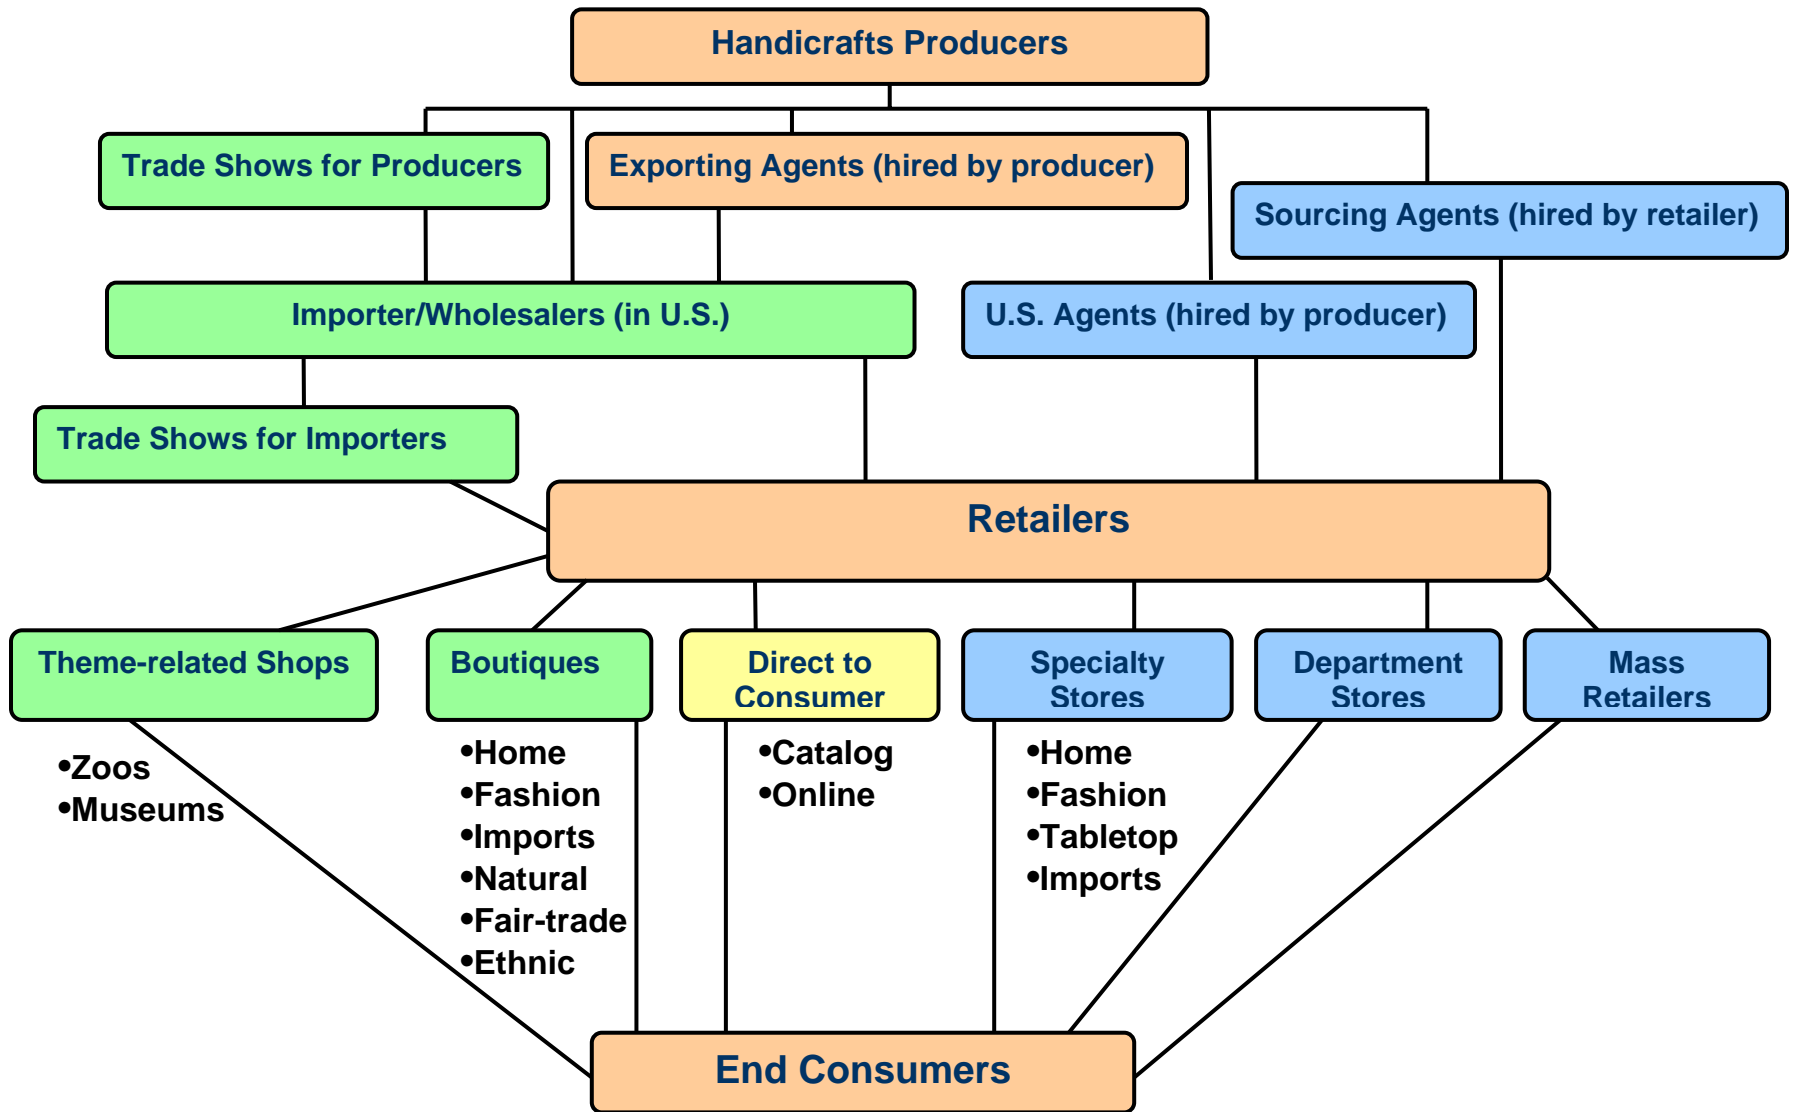 Handicrafts Producers
Trade Shows for Producers
Exporting Agents (hired by producer)
Sourcing Agents (hired by retailer)
Importer/Wholesalers (in U.S.)
U.S. Agents (hired by producer)
Trade Shows for Importers
Retailers
Theme-related Shops
Boutiques
Direct to
Consumer
Specialty
Stores
Department
Stores
Mass
Retailers
•Zoos
•Museums
•Home
•Fashion
•Imports
•Natural
•Fair-trade
•Ethnic
•Catalog
•Online
•Home
•Fashion
•Tabletop
•Imports
End Consumers